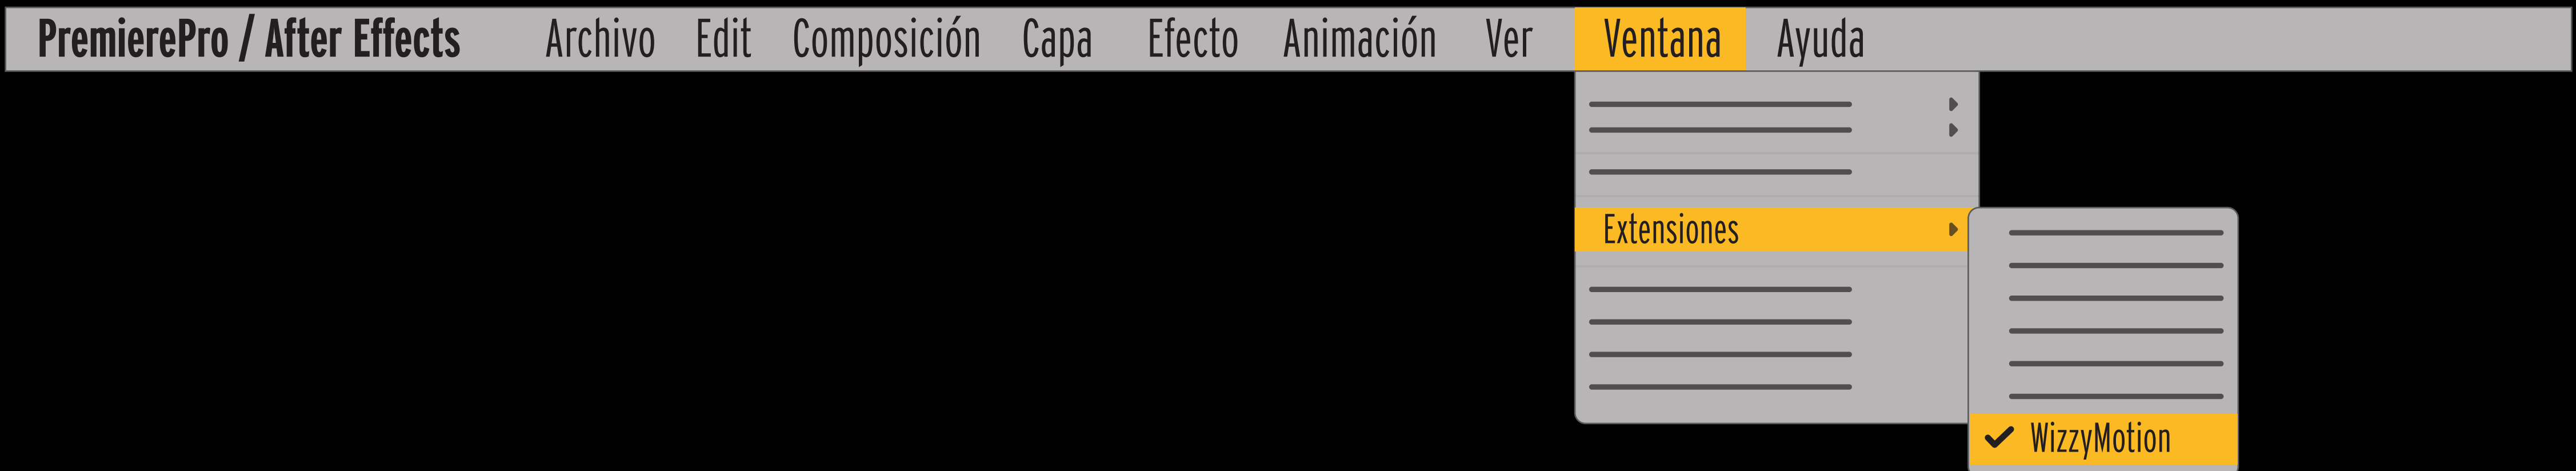 PremierePro / After Effects Archivo Edit Composición Capa Efecto Animación Ver Ventana Ayuda
Extensiones
WizzyMotion